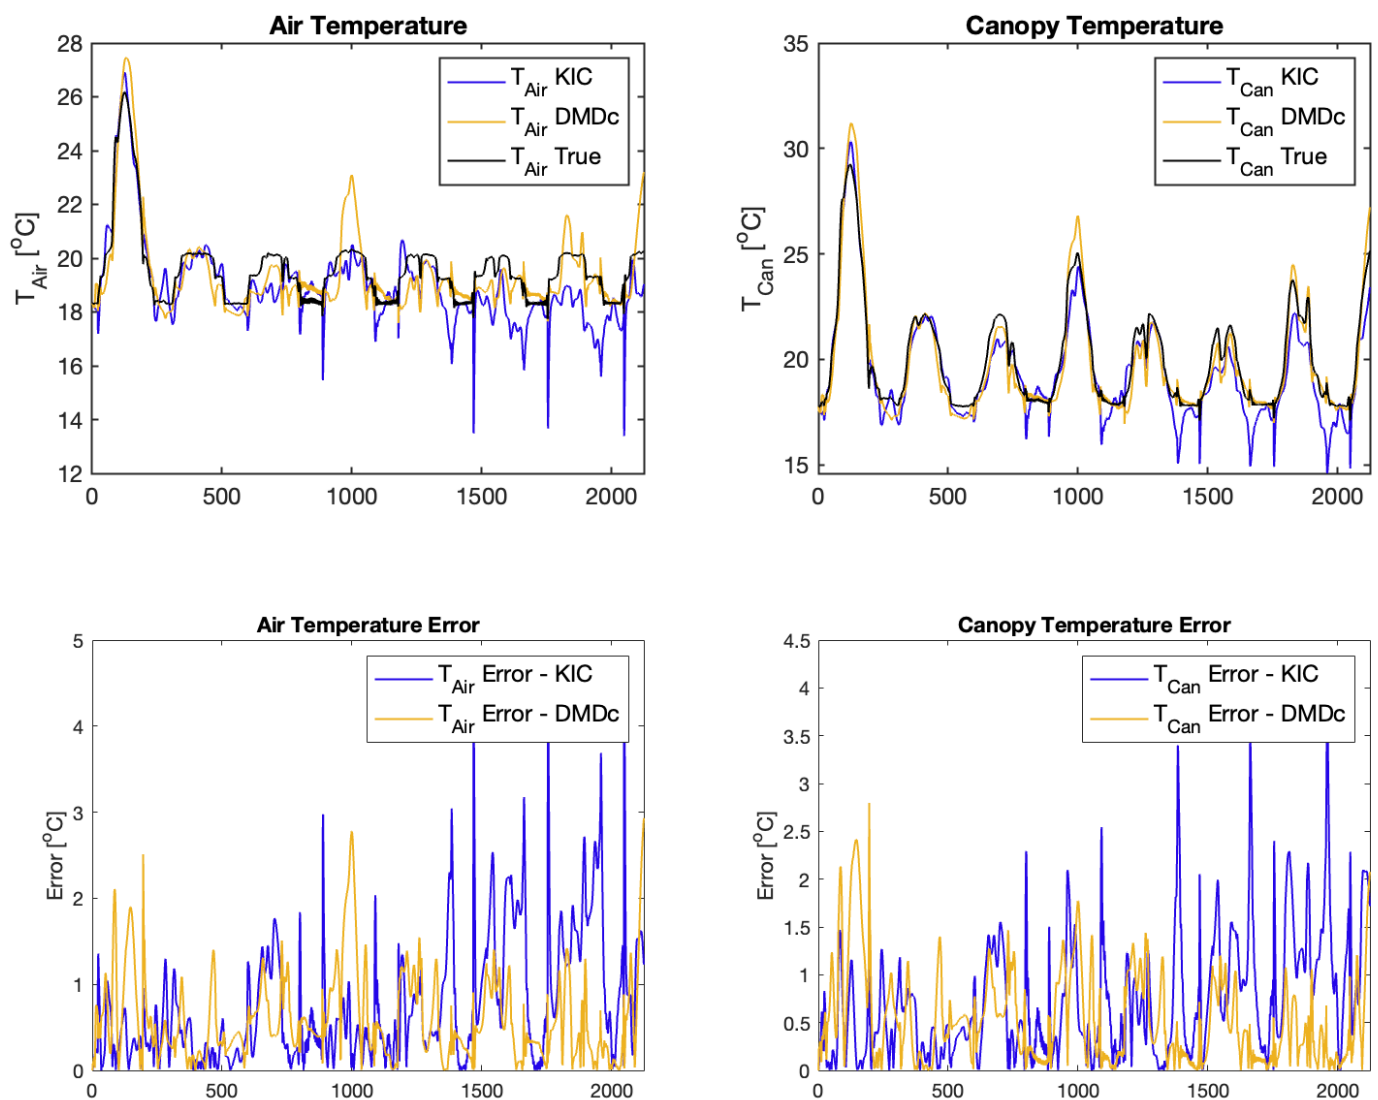 Air Temperature
28
26
24
22
20
18
16
14
12
T_Air [°C]
0 500 1000 1500 2000
T_Air KIC
T_Air DMDc
T_Air True
Canopy Temperature
35
30
25
20
15
T_Can [°C]
0 500 1000 1500 2000
T_Can KIC
T_Can DMDc
T_Can True
Air Temperature Error
5
4
3
2
1
0
Error [°C]
0 500 1000 1500 2000
T_Air Error - KIC
T_Air Error - DMDc
Canopy Temperature Error
4.5
4
3.5
3
2.5
2
1.5
1
0.5
0
Error [°C]
0 500 1000 1500 2000
T_Can Error - KIC
T_Can Error - DMDc